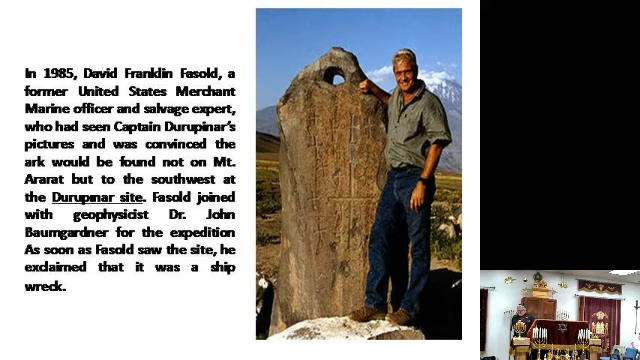 In 1985, David Franklin Fasold, a
former United States Merchant
Marine officer and salvage expert,
who had seen Captain Durupinar's
pictures and was convinced the
ark would be found not on Mt.
Ararat but to the southwest at
the Durupınar site. Fasold joined
with geophysicist Dr. John
Baumgardner for the expedition
As soon as Fasold saw the site, he
exclaimed that it was a ship
wreck.